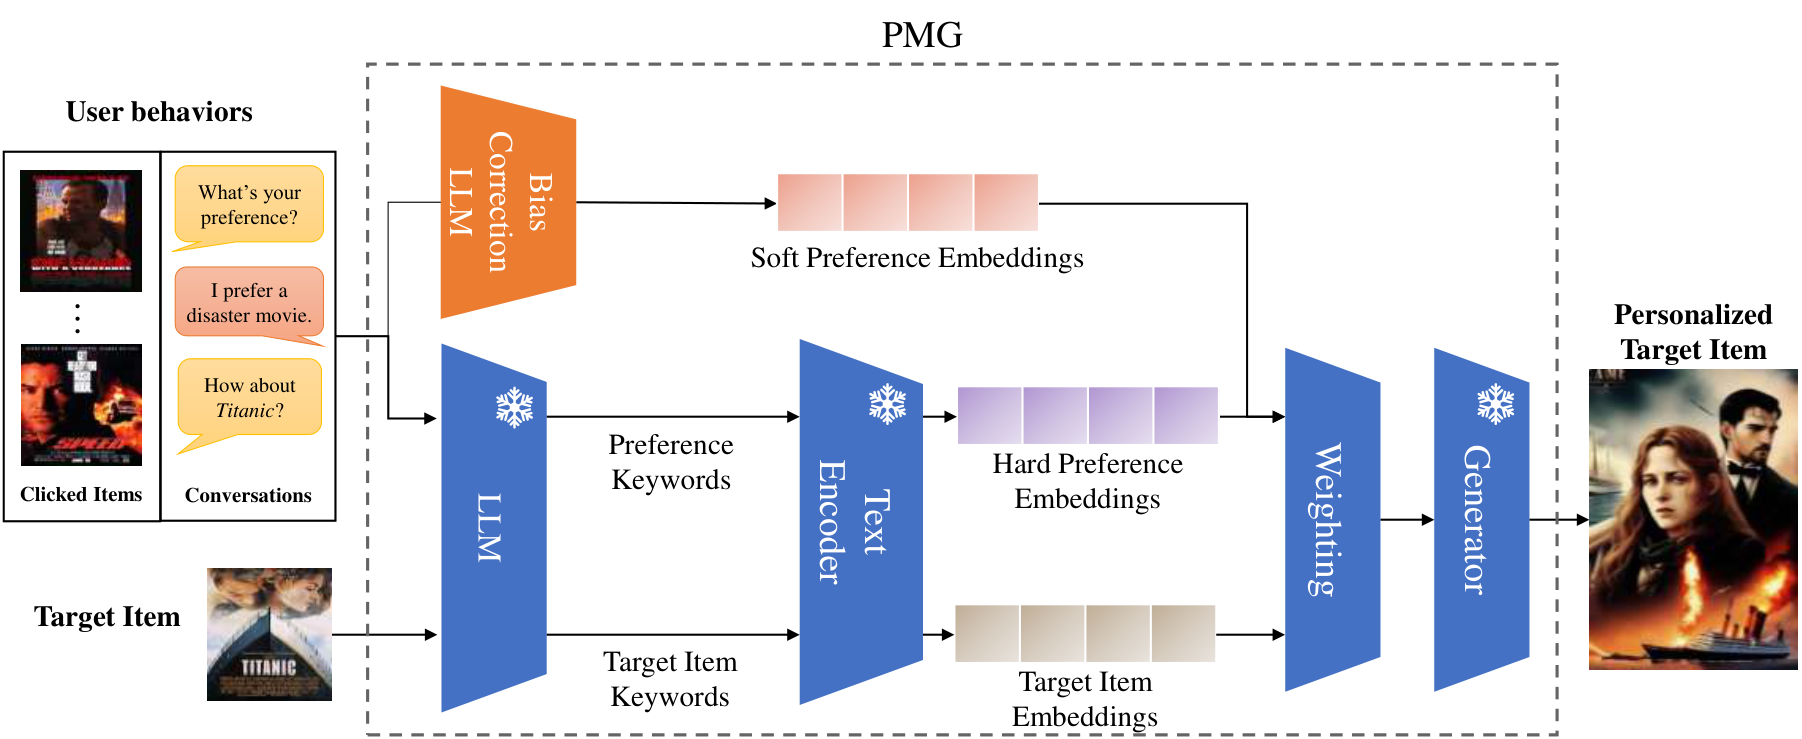 PMG
User behaviors
What's your
preference?
I prefer a
disaster movie.
How about
Titanic?
SPEED
Clicked Items
Conversations
Target Item
TITANIC
Bias
Correction
LLM
Soft Preference Embeddings
LLM
Preference
Keywords
Target Item
Keywords
Text
Encoder
Hard Preference
Embeddings
Target Item
Embeddings
Weighting
Generator
Personalized
Target Item